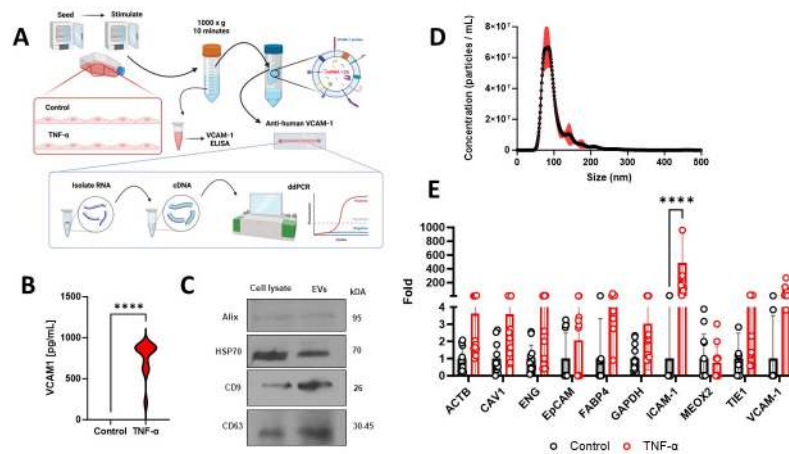 A
Seed
Stimulate
1000 x g
10 minutes
Control
TNF-α
VCAM-1
ELISA
Anti-human VCAM-1
Isolate RNA
cDNA
ddPCR
B
VCAM1 [pg/mL]
1500
1000
500
0
****
Control
TNF-α
C
Cell lysate
EVs
kDA
Alix
95
HSP70
70
CD9
26
CD63
30-45
D
Concentration (particles / mL)
8×10⁷
6×10⁷
4×10⁷
2×10⁷
0
0
100
200
300
400
500
Size (nm)
E
****
Fold
1000
800
600
400
200
4
3
2
1
0
ACTB
CAV1
ENG
EpCAM
FABP4
GAPDH
ICAM-1
MEOX2
TIE1
VCAM-1
Control
TNF-α